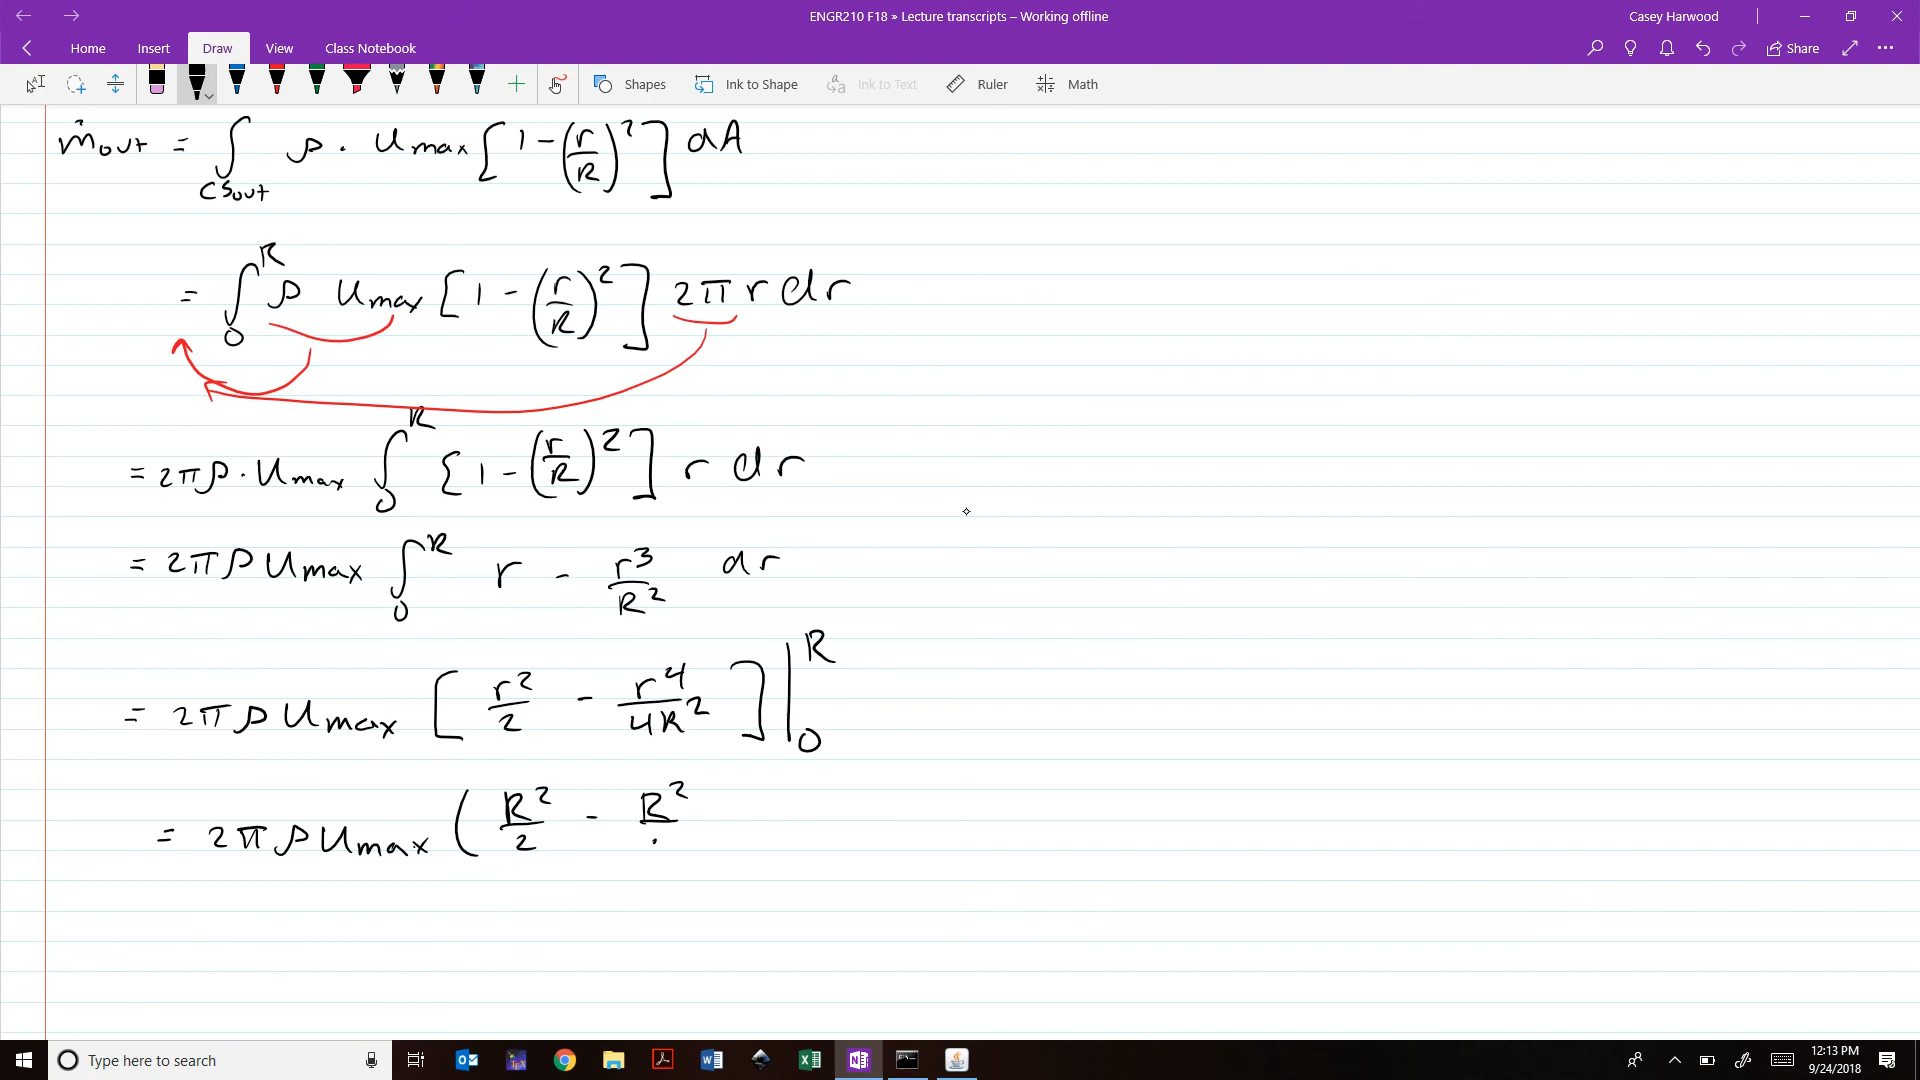 ENGR210 F18 » Lecture transcripts – Working offline
Casey Harwood
Home Insert Draw View Class Notebook
Share
Shapes Ink to Shape Ink to Text Ruler Math
ṁout = ∫CSout ρ · Umax [1 - (r/R)²] dA
= ∫₀ᴿ ρ Umax [1 - (r/R)²] 2π r dr
= 2πρ · Umax ∫₀ᴿ [1 - (r/R)²] r dr
= 2πρ Umax ∫₀ᴿ r - r³/R² dr
= 2πρ Umax [r²/2 - r⁴/4R²] |₀ᴿ
= 2πρ Umax (R²/2 - R²/
Type here to search
12:13 PM
9/24/2018